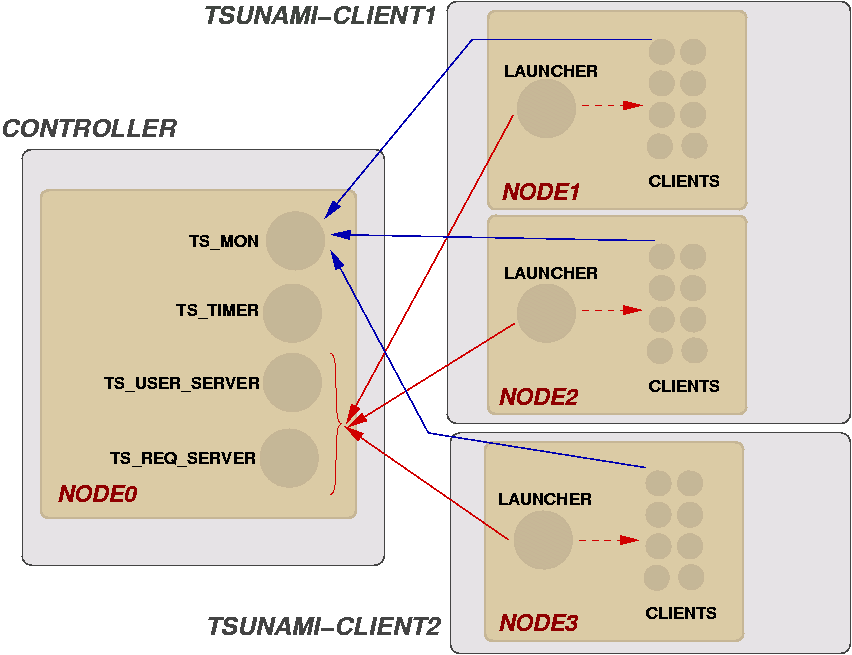 TSUNAMI−CLIENT1
CONTROLLER
LAUNCHER
CLIENTS
NODE1
TS_MON
TS_TIMER
TS_USER_SERVER
TS_REQ_SERVER
NODE0
LAUNCHER
CLIENTS
NODE2
LAUNCHER
CLIENTS
NODE3
TSUNAMI−CLIENT2